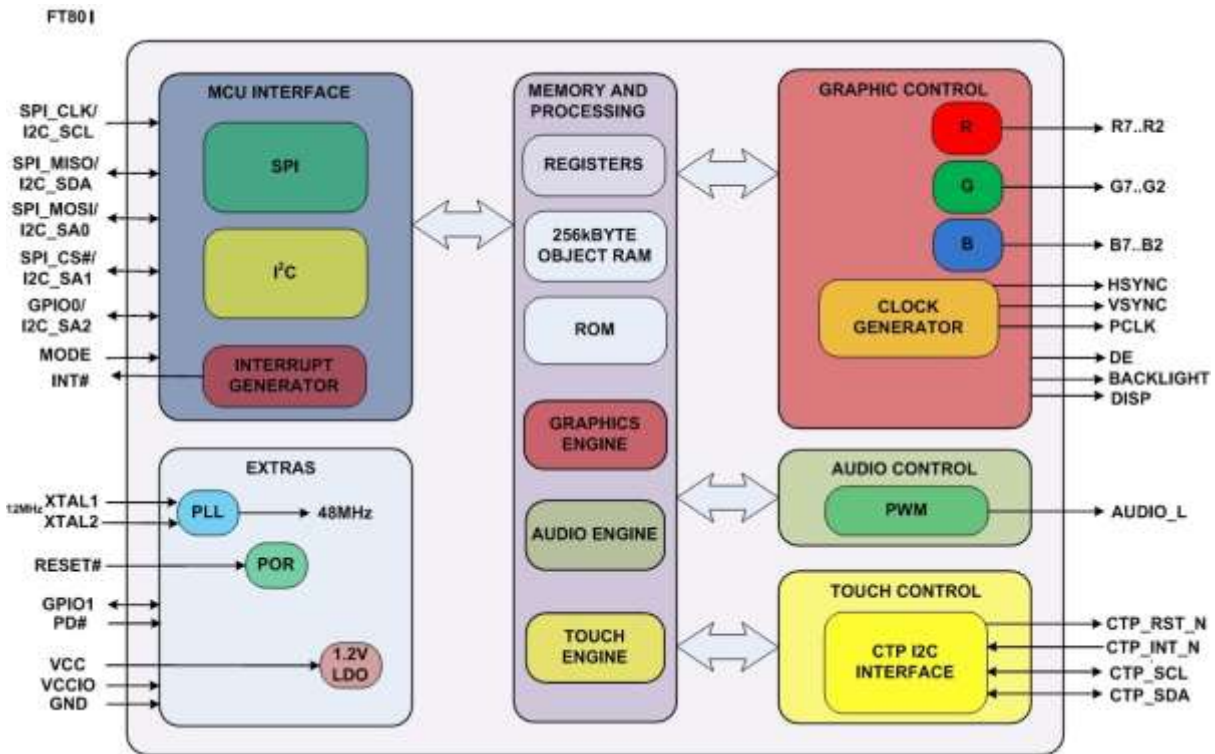 FT801
MCU INTERFACE
SPI
I²C
INTERRUPT
GENERATOR
SPI_CLK/
I2C_SCL
SPI_MISO/
I2C_SDA
SPI_MOSI/
I2C_SA0
SPI_CS#/
I2C_SA1
GPIO0/
I2C_SA2
MODE
INT#
EXTRAS
12MHz XTAL1
XTAL2
PLL
48MHz
RESET#
POR
GPIO1
PD#
VCC
VCCIO
GND
1.2V
LDO
MEMORY AND
PROCESSING
REGISTERS
256kBYTE
OBJECT RAM
ROM
GRAPHICS
ENGINE
AUDIO ENGINE
TOUCH
ENGINE
GRAPHIC CONTROL
R
R7..R2
G
G7..G2
B
B7..B2
CLOCK
GENERATOR
HSYNC
VSYNC
PCLK
DE
BACKLIGHT
DISP
AUDIO CONTROL
PWM
AUDIO_L
TOUCH CONTROL
CTP I2C
INTERFACE
CTP_RST_N
CTP_INT_N
CTP_SCL
CTP_SDA